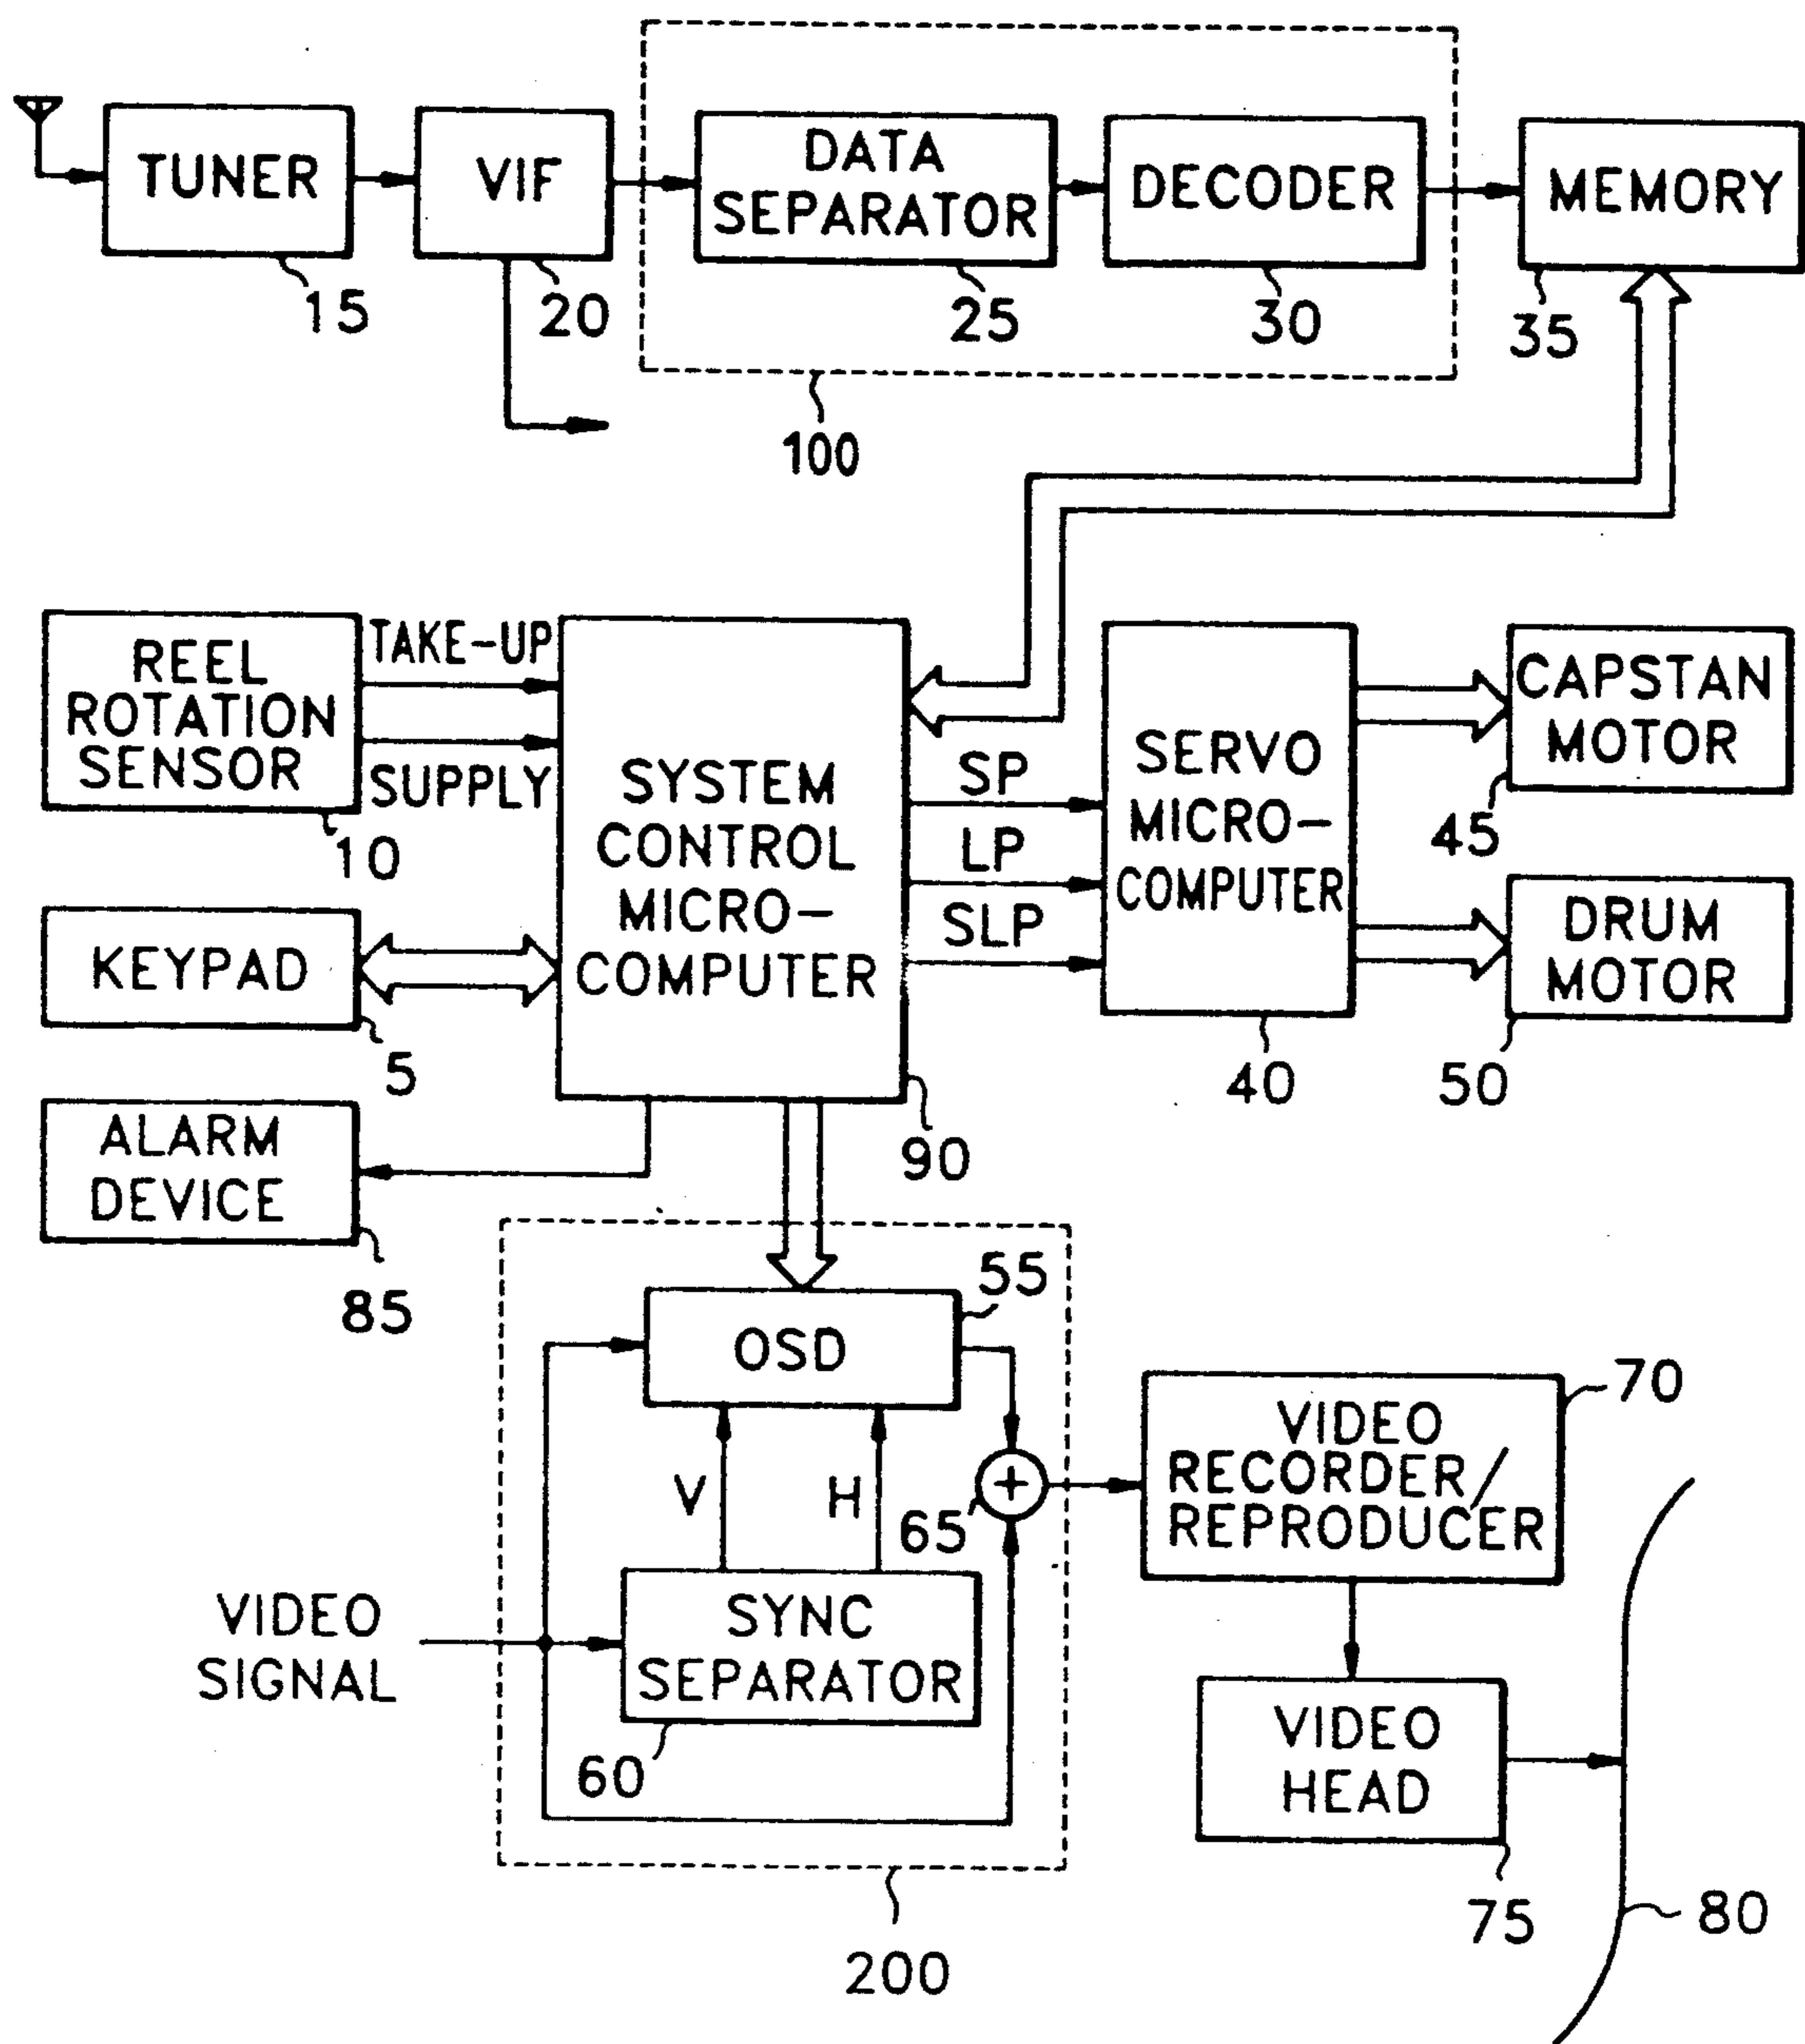 TUNER
15
VIF
20
DATA
SEPARATOR
25
DECODER
30
MEMORY
35
100
REEL
ROTATION
SENSOR
10
TAKE-UP
SUPPLY
KEYPAD
5
ALARM
DEVICE
85
SYSTEM
CONTROL
MICRO-
COMPUTER
90
SP
LP
SLP
SERVO
MICRO-
COMPUTER
40
CAPSTAN
MOTOR
45
DRUM
MOTOR
50
OSD
55
V
H
65
+
VIDEO
SIGNAL
SYNC
SEPARATOR
60
200
VIDEO
RECORDER/
REPRODUCER
70
VIDEO
HEAD
75
80